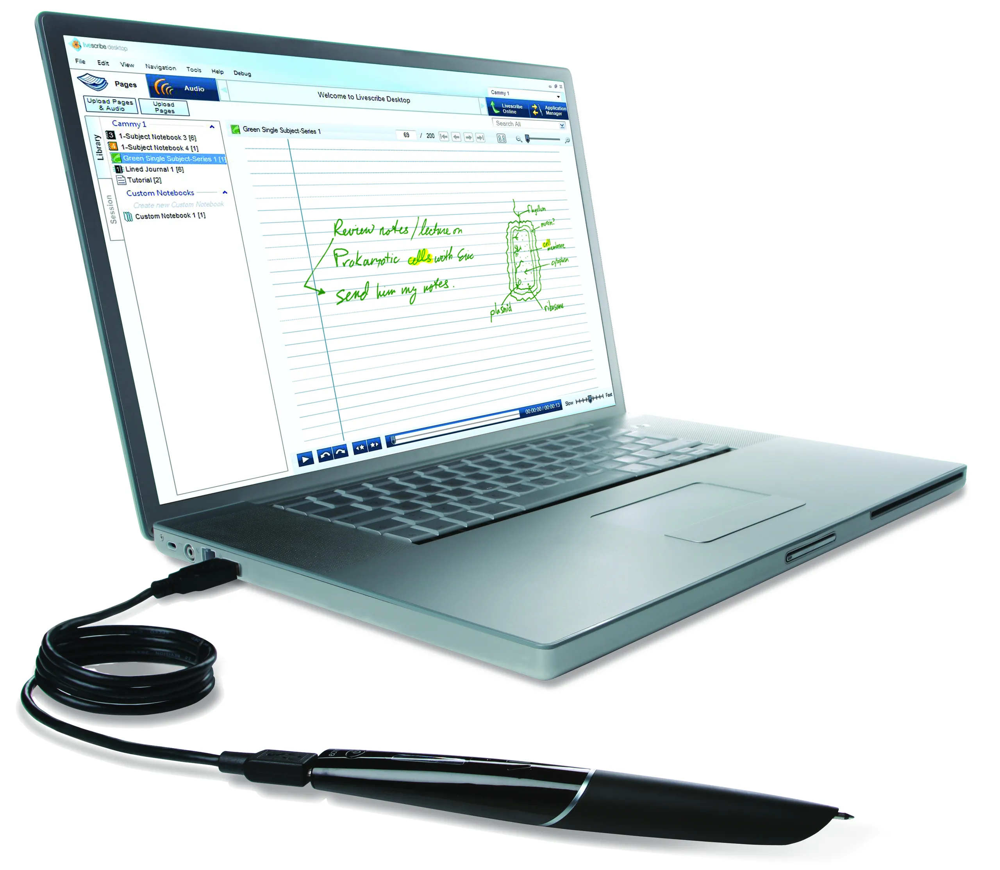 livescribe desktop
File Edit View Navigation Tools Help Debug
Pages Audio
Welcome to Livescribe Desktop
Cammy 1
Livescribe Online
Application Manager
Upload Pages & Audio
Upload Pages
Search All
Library
Session
Cammy 1
3 1-Subject Notebook 3 [6]
4 1-Subject Notebook 4 [1]
Green Single Subject-Series 1 [1]
1 Lined Journal 1 [6]
Tutorial [2]
Custom Notebooks
Create new Custom Notebook
Custom Notebook 1 [1]
Green Single Subject-Series 1
69 / 200
Review notes/lecture on
Prokaryotic cells with Eric
send him my notes.
flagellum
murein?
cell
membrane
cytoplasm
plasmid
ribosome
00:00:00 / 00:00:13
Slow Fast